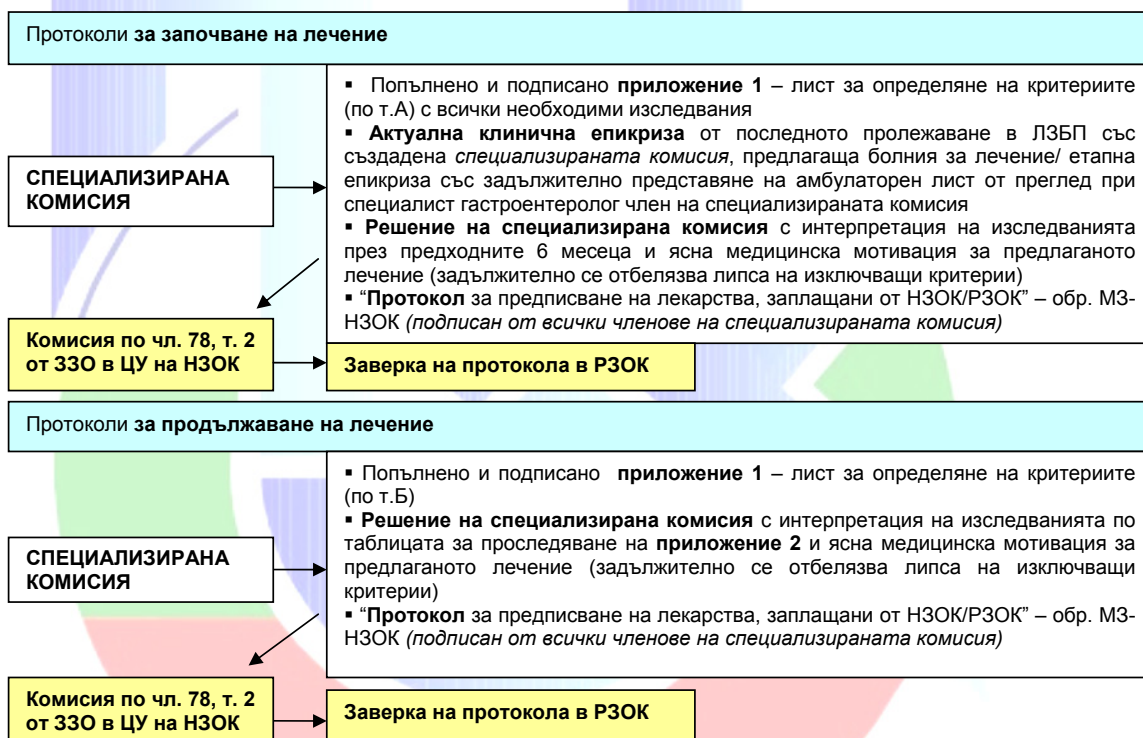 Протоколи за започване на лечение
▪ Попълнено и подписано приложение 1 – лист за определяне на критериите
(по т.А) с всички необходими изследвания
▪ Актуална клинична епикриза от последното пролежаване в ЛЗБП със
създадена специализираната комисия, предлагаща болния за лечение/ етапна
епикриза със задължително представяне на амбулаторен лист от преглед при
специалист гастроентеролог член на специализираната комисия
▪ Решение на специализирана комисия с интерпретация на изследванията
през предходните 6 месеца и ясна медицинска мотивация за предлаганото
лечение (задължително се отбелязва липса на изключващи критерии)
▪ “Протокол за предписване на лекарства, заплащани от НЗОК/РЗОК” – обр. МЗ-
НЗОК (подписан от всички членове на специализираната комисия)
СПЕЦИАЛИЗИРАНА
КОМИСИЯ
Комисия по чл. 78, т. 2
от ЗЗО в ЦУ на НЗОК
Заверка на протокола в РЗОК
Протоколи за продължаване на лечение
▪ Попълнено и подписано приложение 1 – лист за определяне на критериите
(по т.Б)
▪ Решение на специализирана комисия с интерпретация на изследванията по
таблицата за проследяване на приложение 2 и ясна медицинска мотивация за
предлаганото лечение (задължително се отбелязва липса на изключващи
критерии)
▪ “Протокол за предписване на лекарства, заплащани от НЗОК/РЗОК” – обр. МЗ-
НЗОК (подписан от всички членове на специализираната комисия)
СПЕЦИАЛИЗИРАНА
КОМИСИЯ
Комисия по чл. 78, т. 2
от ЗЗО в ЦУ на НЗОК
Заверка на протокола в РЗОК